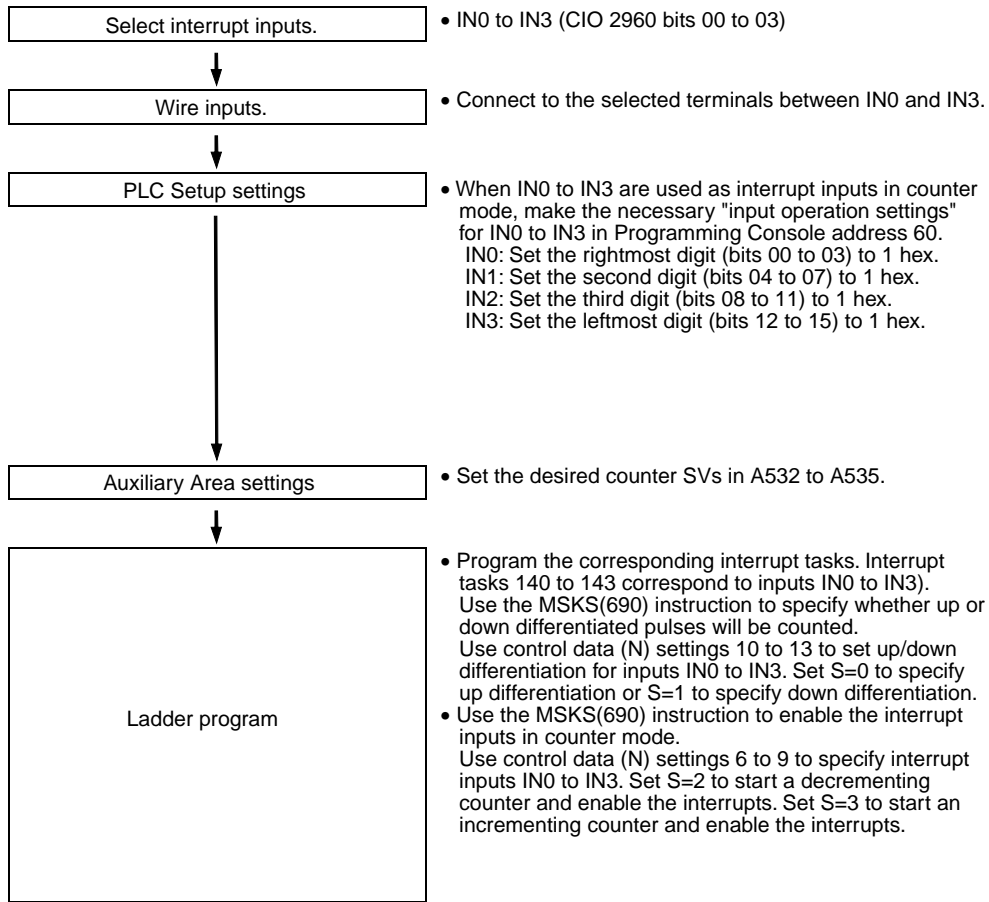 Select interrupt inputs.
• IN0 to IN3 (CIO 2960 bits 00 to 03)
Wire inputs.
• Connect to the selected terminals between IN0 and IN3.
PLC Setup settings
• When IN0 to IN3 are used as interrupt inputs in counter
mode, make the necessary "input operation settings"
for IN0 to IN3 in Programming Console address 60.
IN0: Set the rightmost digit (bits 00 to 03) to 1 hex.
IN1: Set the second digit (bits 04 to 07) to 1 hex.
IN2: Set the third digit (bits 08 to 11) to 1 hex.
IN3: Set the leftmost digit (bits 12 to 15) to 1 hex.
Auxiliary Area settings
• Set the desired counter SVs in A532 to A535.
Ladder program
• Program the corresponding interrupt tasks. Interrupt
tasks 140 to 143 correspond to inputs IN0 to IN3).
Use the MSKS(690) instruction to specify whether up or
down differentiated pulses will be counted.
Use control data (N) settings 10 to 13 to set up/down
differentiation for inputs IN0 to IN3. Set S=0 to specify
up differentiation or S=1 to specify down differentiation.
• Use the MSKS(690) instruction to enable the interrupt
inputs in counter mode.
Use control data (N) settings 6 to 9 to specify interrupt
inputs IN0 to IN3. Set S=2 to start a decrementing
counter and enable the interrupts. Set S=3 to start an
incrementing counter and enable the interrupts.